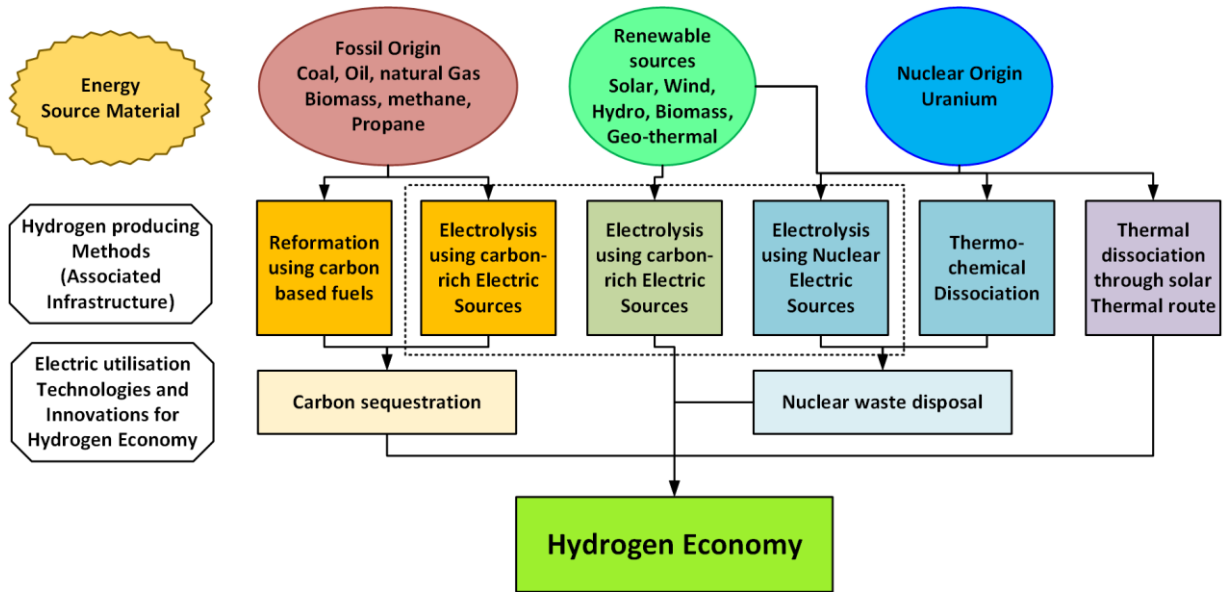 Energy
Source Material
Fossil Origin
Coal, Oil, natural Gas
Biomass, methane,
Propane
Renewable
sources
Solar, Wind,
Hydro, Biomass,
Geo-thermal
Nuclear Origin
Uranium
Hydrogen producing
Methods
(Associated
Infrastructure)
Reformation
using carbon
based fuels
Electrolysis
using carbon-
rich Electric
Sources
Electrolysis
using carbon-
rich Electric
Sources
Electrolysis
using Nuclear
Electric
Sources
Thermo-
chemical
Dissociation
Thermal
dissociation
through solar
Thermal route
Electric utilisation
Technologies and
Innovations for
Hydrogen Economy
Carbon sequestration
Nuclear waste disposal
Hydrogen Economy